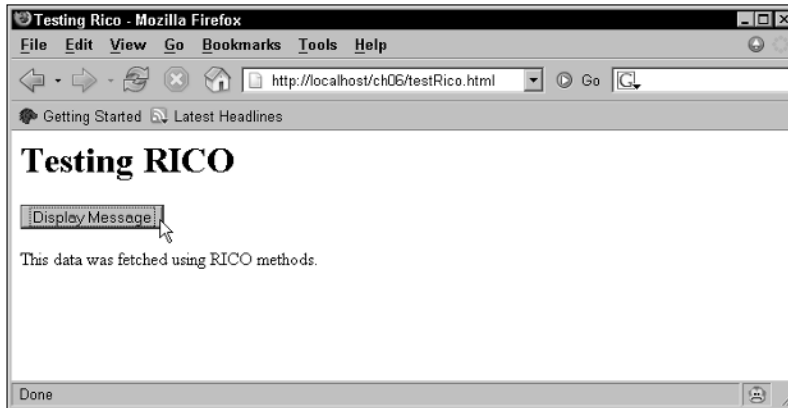 Testing Rico - Mozilla Firefox
File Edit View Go Bookmarks Tools Help
http://localhost/ch06/testRico.html Go G
Getting Started Latest Headlines
Testing RICO
Display Message
This data was fetched using RICO methods.
Done